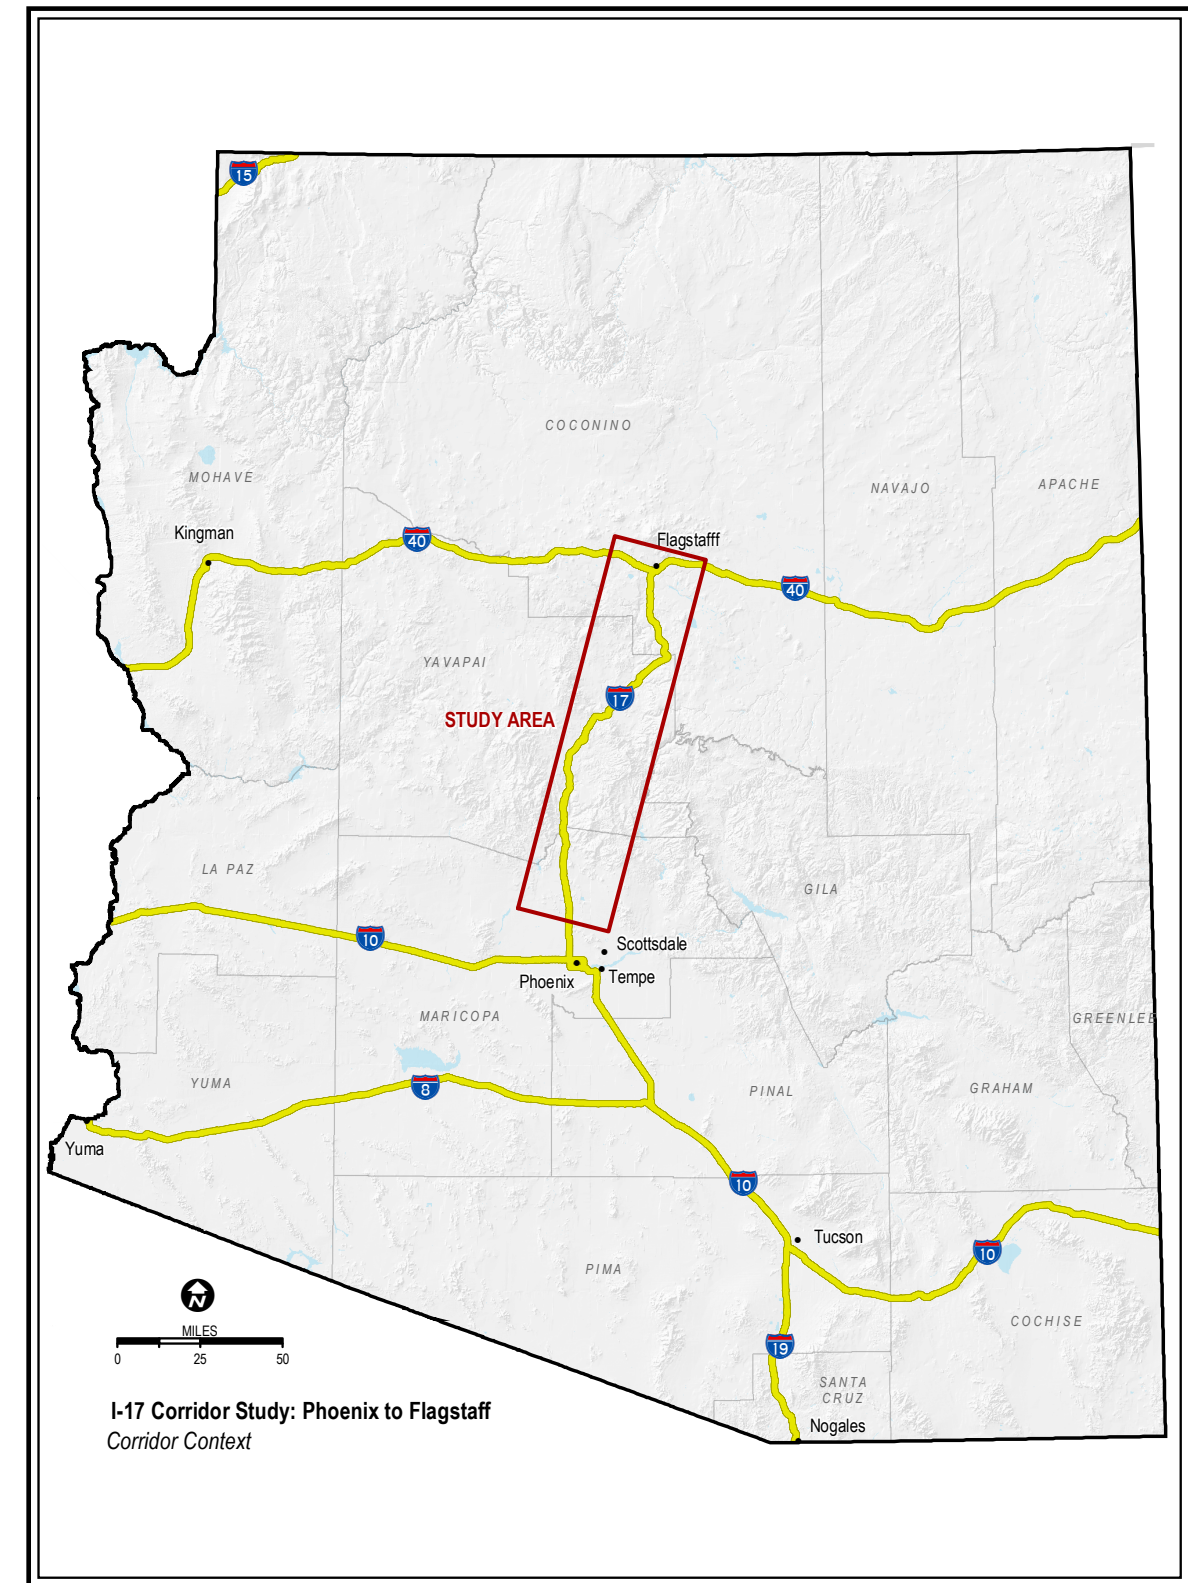 15
COCONINO
MOHAVE
NAVAJO
APACHE
Kingman
40
Flagstafff
40
YAVAPAI
17
STUDY AREA
LA PAZ
GILA
10
Scottsdale
Phoenix
Tempe
MARICOPA
GREENLEE
YUMA
8
PINAL
GRAHAM
Yuma
10
Tucson
10
PIMA
COCHISE
N
MILES
0 25 50
19
SANTA
CRUZ
Nogales
I-17 Corridor Study: Phoenix to Flagstaff
Corridor Context